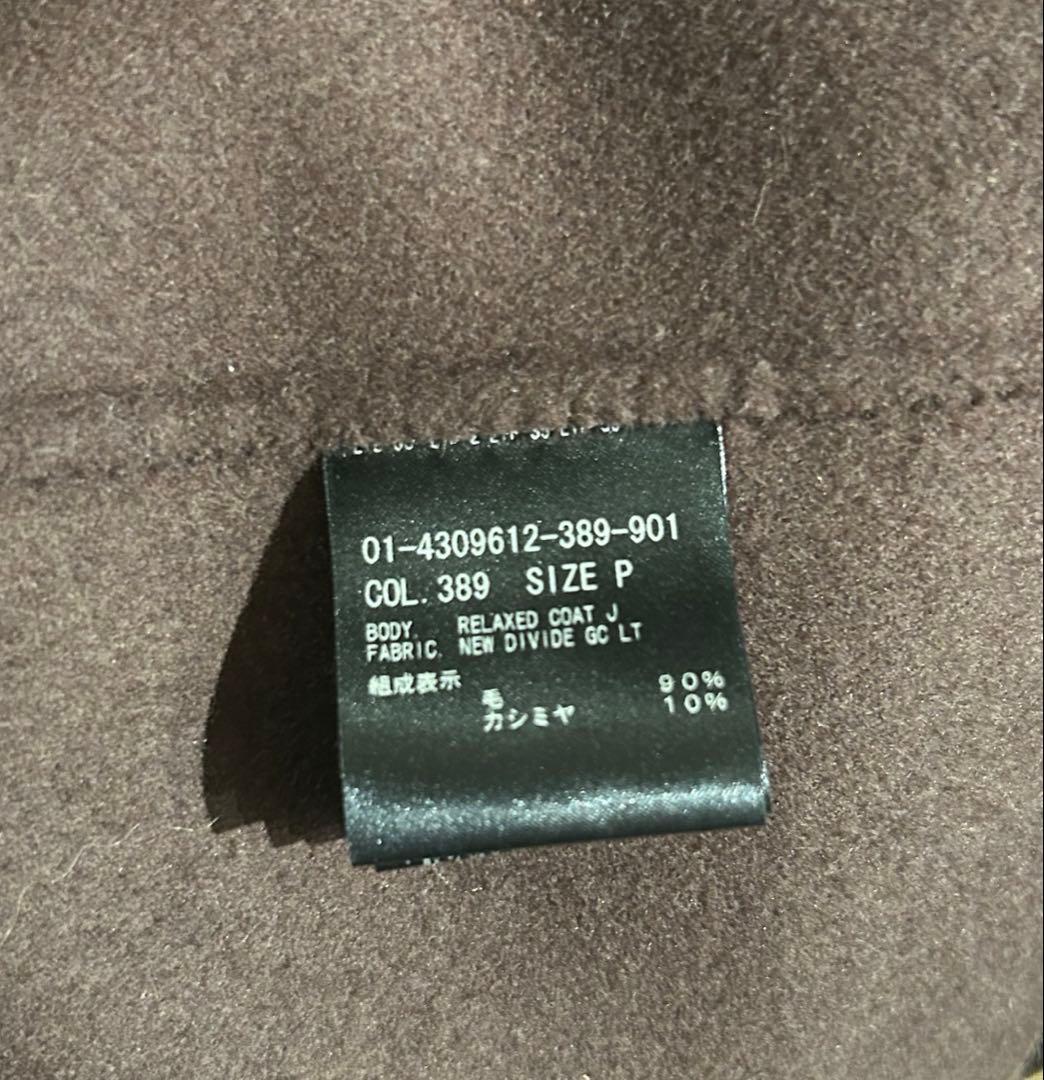 01-4309612-389-901
COL. 389 SIZE P
BODY. RELAXED COAT J
FABRIC. NEW DIVIDE GC LT
組成表示
毛 90%
カシミヤ 10%